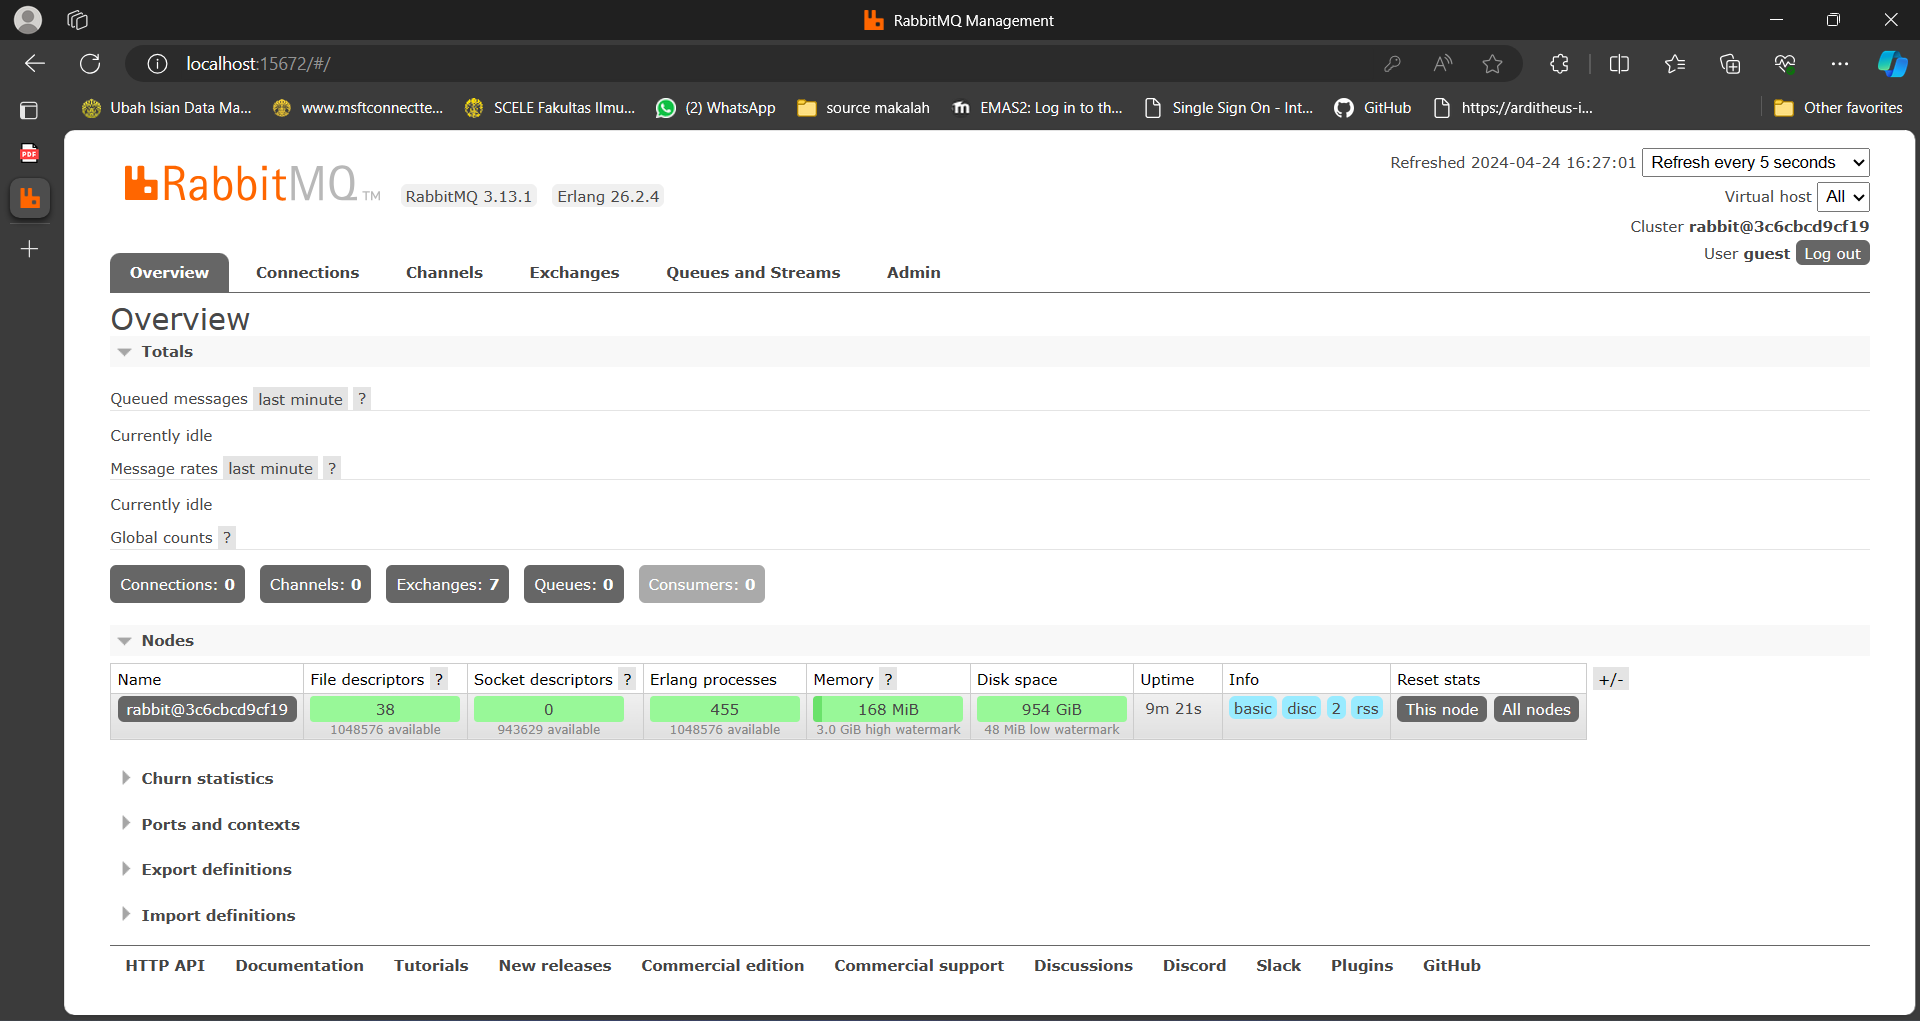 RabbitMQ Management
localhost:15672/#/
Ubah Isian Data Ma... www.msftconnectte... SCELE Fakultas Ilmu... (2) WhatsApp source makalah EMAS2: Log in to th... Single Sign On - Int... GitHub https://arditheus-i... Other favorites
PDF
RabbitMQ TM RabbitMQ 3.13.1 Erlang 26.2.4
Refreshed 2024-04-24 16:27:01 Refresh every 5 seconds
Virtual host All
Cluster rabbit@3c6cbcd9cf19
User guest Log out
Overview Connections Channels Exchanges Queues and Streams Admin
Overview
Totals
Queued messages last minute ?
Currently idle
Message rates last minute ?
Currently idle
Global counts ?
Connections: 0 Channels: 0 Exchanges: 7 Queues: 0 Consumers: 0
Nodes
Name File descriptors ? Socket descriptors ? Erlang processes Memory ? Disk space Uptime Info Reset stats +/-
rabbit@3c6cbcd9cf19 38 0 455 168 MiB 954 GiB 9m 21s basic disc 2 rss This node All nodes
1048576 available 943629 available 1048576 available 3.0 GiB high watermark 48 MiB low watermark
Churn statistics
Ports and contexts
Export definitions
Import definitions
HTTP API Documentation Tutorials New releases Commercial edition Commercial support Discussions Discord Slack Plugins GitHub